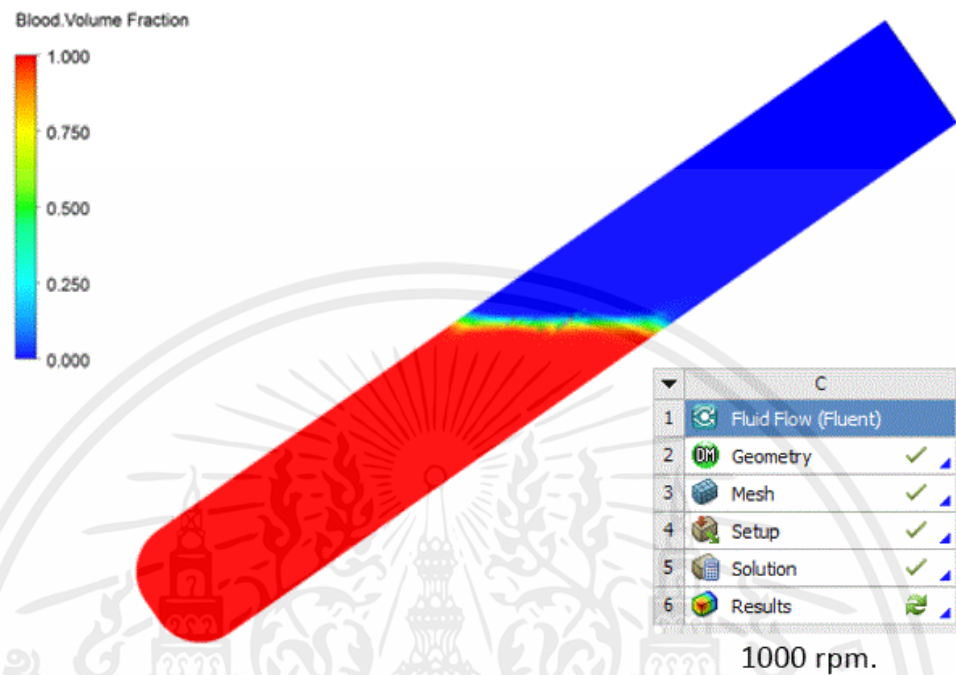 Blood.Volume Fraction
1.000
0.750
0.500
0.250
0.000
C
1 Fluid Flow (Fluent)
2 DM Geometry
3 Mesh
4 Setup
5 Solution
6 Results
1000 rpm.